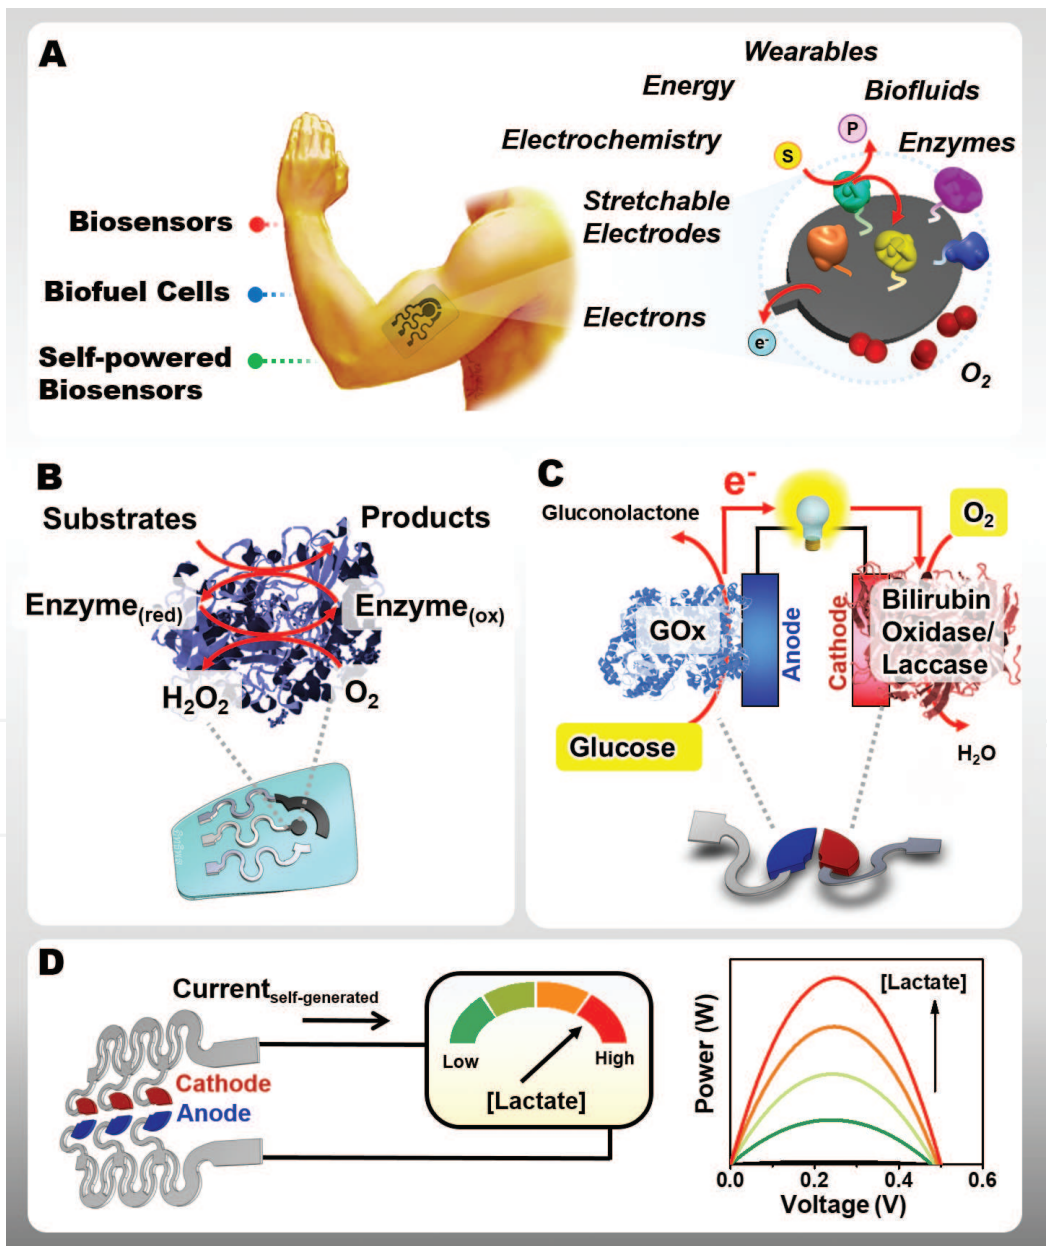 A
Wearables
Energy
Biofluids
Electrochemistry
P
S
Enzymes
Stretchable
Electrodes
Biosensors
Biofuel Cells
Electrons
e-
Self-powered
Biosensors
O2
B
Substrates
Products
Enzyme(red)
Enzyme(ox)
H2O2
O2
C
e-
Gluconolactone
O2
GOx
Anode
Cathode
Bilirubin
Oxidase/
Laccase
Glucose
H2O
D
Currentself-generated
Low
High
[Lactate]
Cathode
Anode
[Lactate]
Power (W)
0.0
0.2
0.4
0.6
Voltage (V)